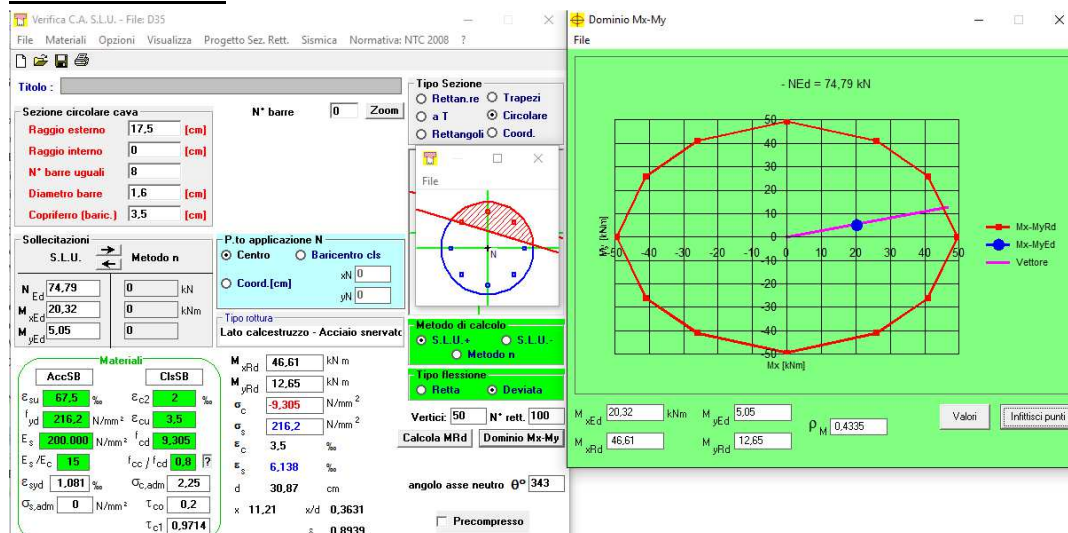 Verifica C.A. S.L.U. - File: D35
File Materiali Opzioni Visualizza Progetto Sez. Rett. Sismica Normativa: NTC 2008 ?
Titolo :
Sezione circolare cava
Raggio esterno 17,5 [cm]
Raggio interno 0 [cm]
N° barre uguali 8
Diametro barre 1,6 [cm]
Copriferro (baric.) 3,5 [cm]
N° barre 0 Zoom
Tipo Sezione
Rettan.re Trapezi
a T Circolare
Rettangoli Coord.
File
N
Sollecitazioni
S.L.U. Metodo n
N Ed 74,79 0 kN
M xEd 20,32 0 kNm
M yEd 5,05 0
P.to applicazione N
Centro Baricentro cls
Coord.[cm] xN 0
yN 0
Tipo rottura
Lato calcestruzzo - Acciaio snervato
Metodo di calcolo
S.L.U.+ S.L.U.-
Metodo n
Tipo flessione
Retta Deviata
Vertici: 50 N° rett. 100
Calcola MRd Dominio Mx-My
angolo asse neutro θ° 343
Precompresso
Materiali
AccSB ClsSB
εsu 67,5 ‰ εc2 2 ‰
fyd 216,2 N/mm² εcu 3,5
Es 200.000 N/mm² fcd 9,305
Es/Ec 15 fcc / fcd 0,8 ?
εsyd 1,081 ‰ σc,adm 2,25
σs,adm 0 N/mm² τco 0,2
τc1 0,9714
M xRd 46,61 kN m
M yRd 12,65 kN m
σc -9,305 N/mm²
σs 216,2 N/mm²
εc 3,5 ‰
εs 6,138 ‰
d 30,87 cm
x 11,21 x/d 0,3631
0,8939
Dominio Mx-My
File
- NEd = 74,79 kN
50
40
30
20
10
0
-10
-20
-30
-40
-50
-50 -40 -30 -20 -10 0 10 20 30 40 50
My [kNm]
Mx [kNm]
Mx-MyRd
Mx-MyEd
Vettore
M xEd 20,32 kNm M yEd 5,05
M xRd 46,61 M yRd 12,65
ρM 0,4335
Valori Infittisci punti